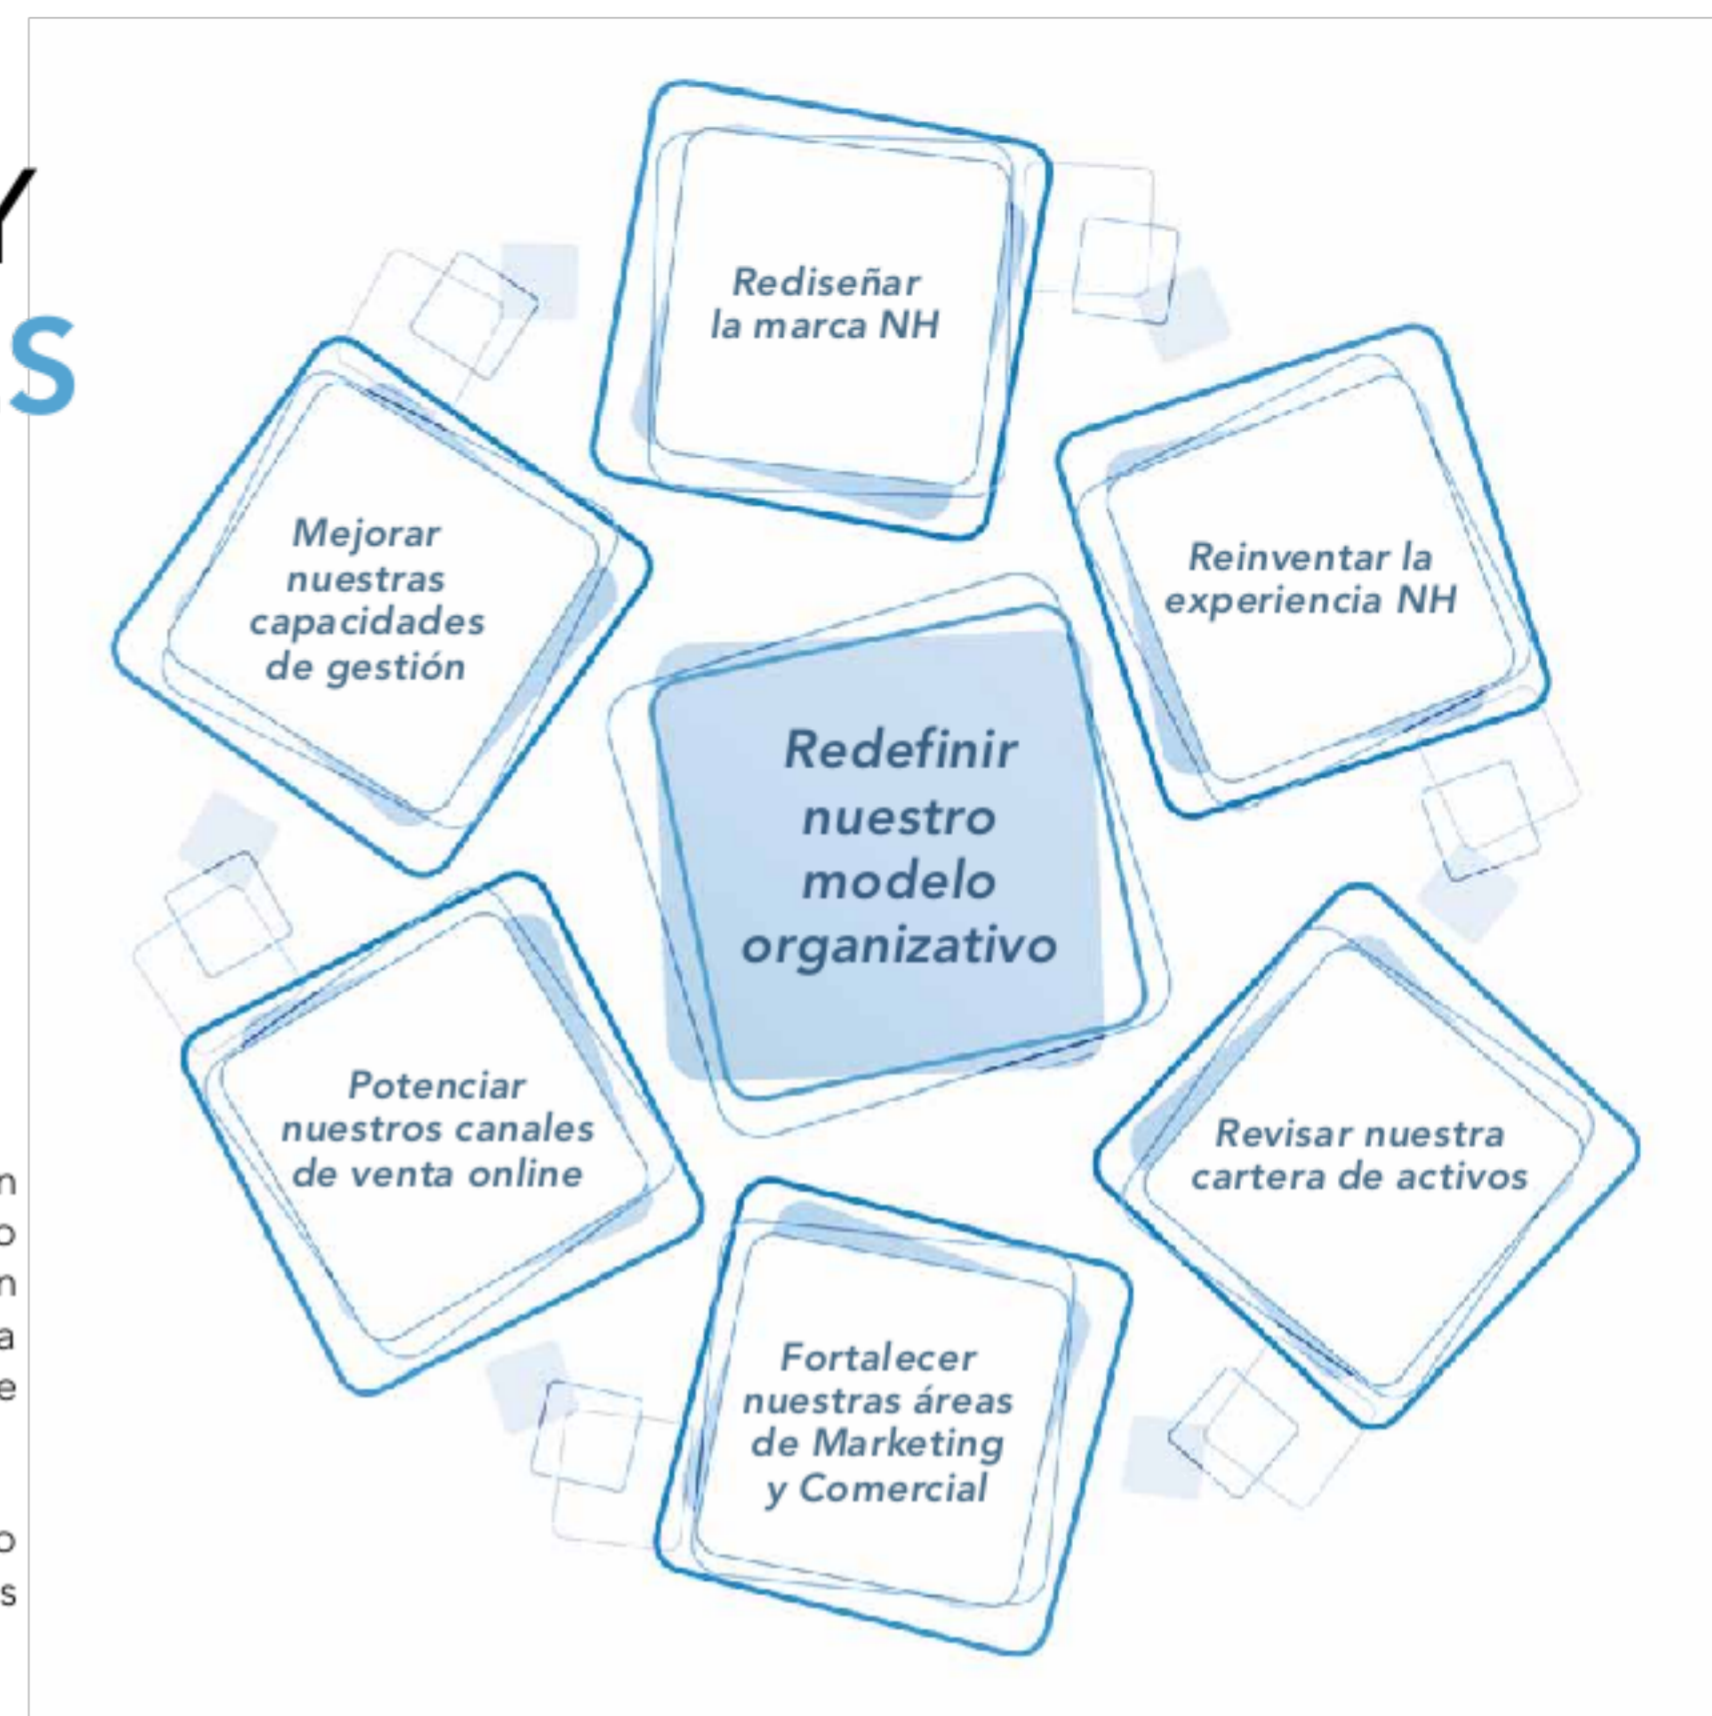 Y
S
Rediseñar
la marca NH
Reinventar la
experiencia NH
Mejorar
nuestras
capacidades
de gestión
Redefinir
nuestro
modelo
organizativo
Revisar nuestra
cartera de activos
Potenciar
nuestros canales
de venta online
Fortalecer
nuestras áreas
de Marketing
y Comercial
n
o
n
a
e
o
s